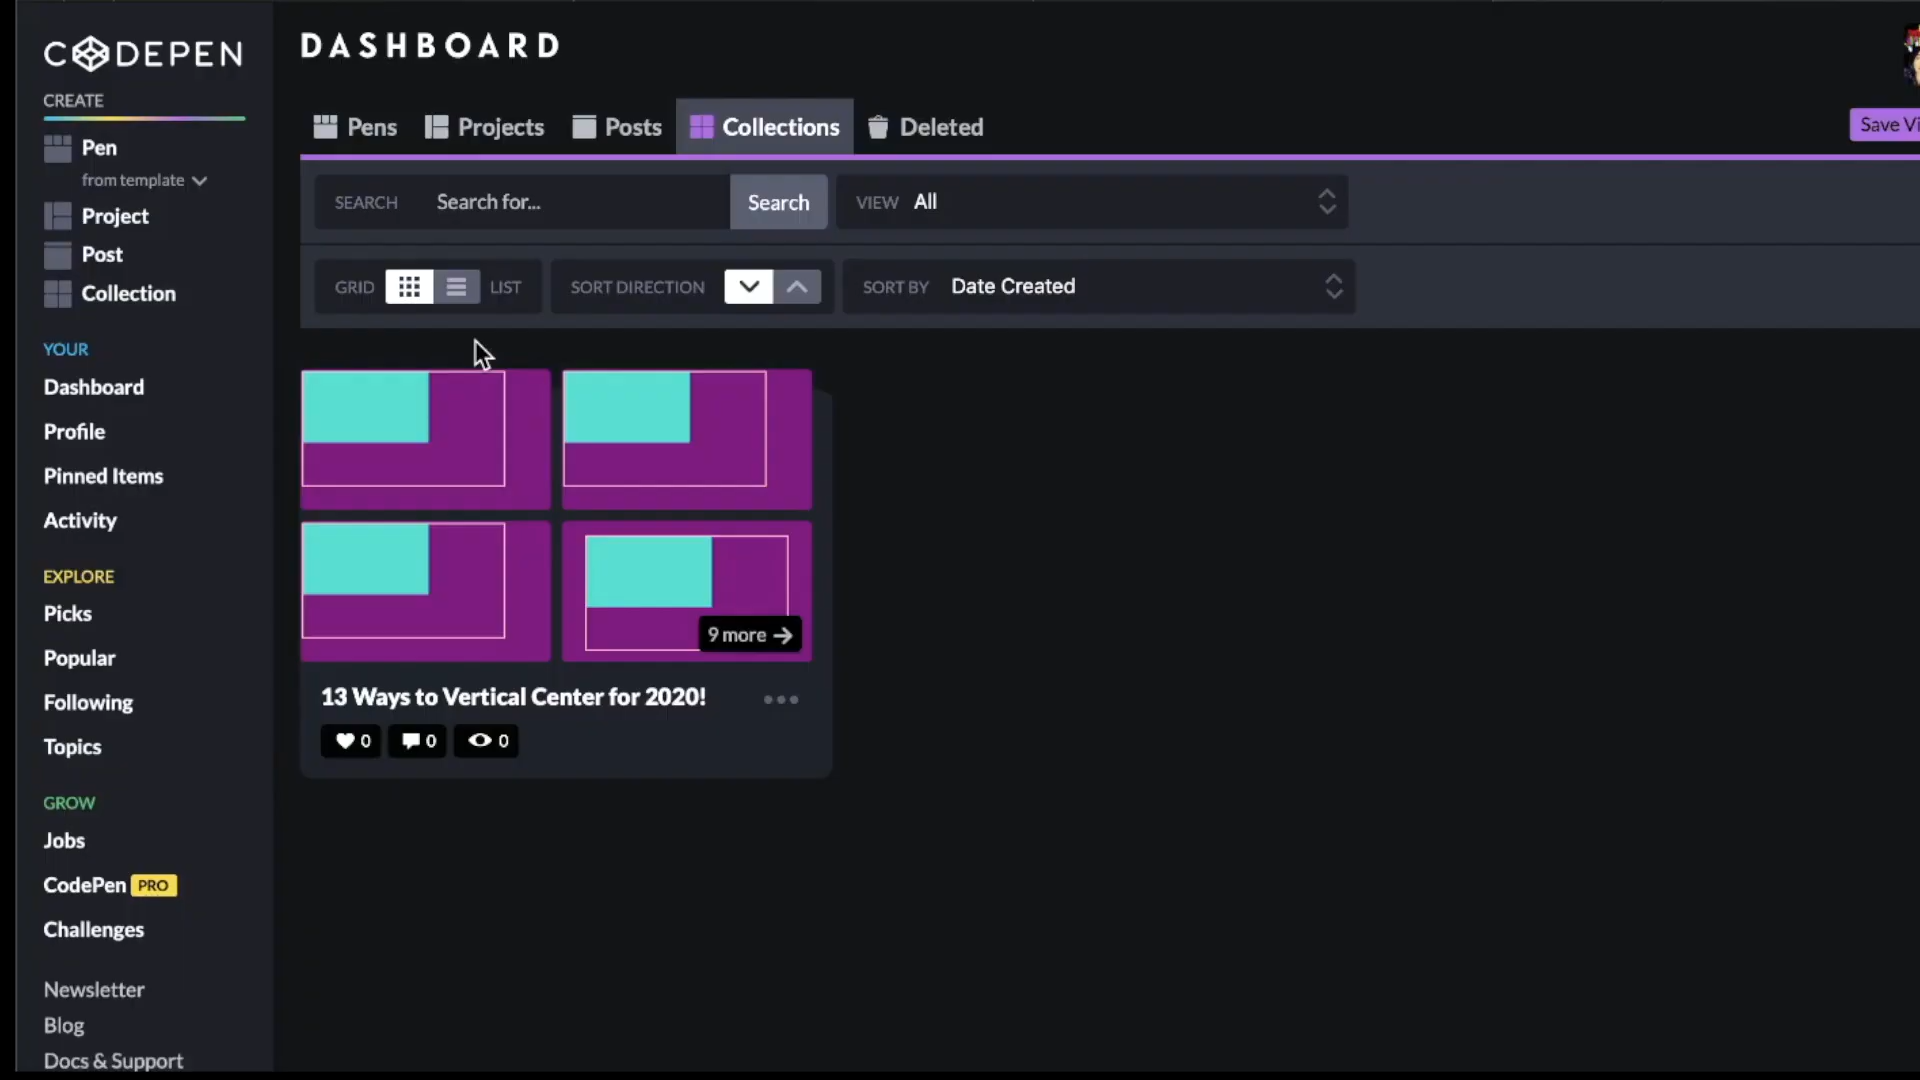 CODEPEN
CREATE
Pen
from template
Project
Post
Collection
YOUR
Dashboard
Profile
Pinned Items
Activity
EXPLORE
Picks
Popular
Following
Topics
GROW
Jobs
CodePen PRO
Challenges
Newsletter
Blog
Docs & Support
DASHBOARD
Pens Projects Posts Collections Deleted
Save Vi
SEARCH Search for... Search VIEW All
GRID LIST SORT DIRECTION SORT BY Date Created
9 more →
13 Ways to Vertical Center for 2020!
0 0 0